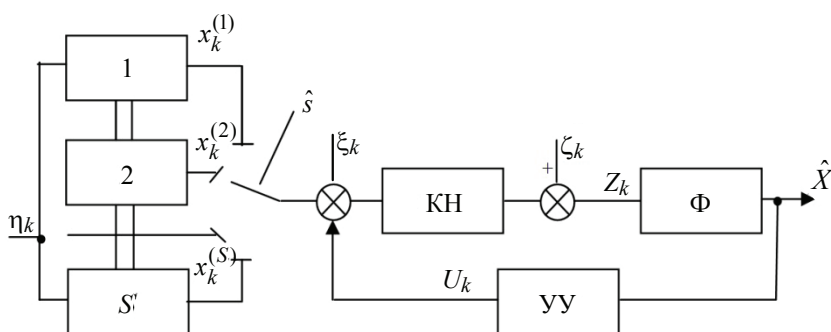 x_k^{(1)}
1
ŝ
x_k^{(2)}
ξ_k
ζ_k
+
2
КН
Z_k
Ф
X̂
η_k
x_k^{(S)}
U_k
S
УУ